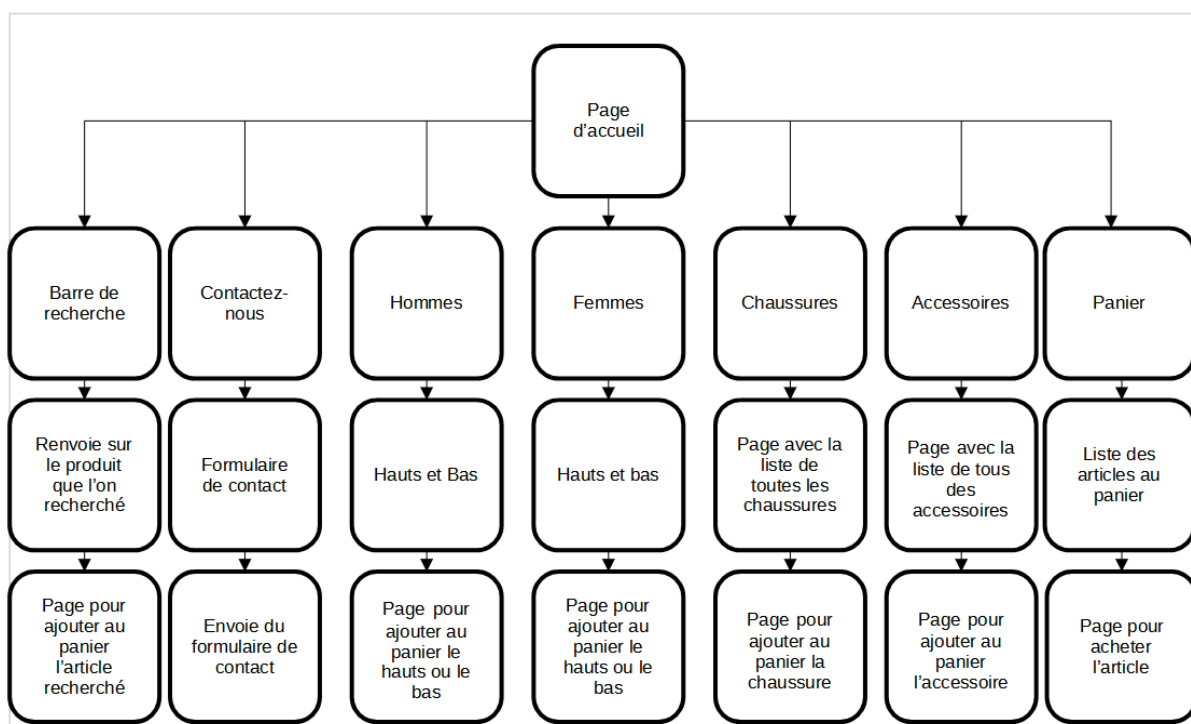 Page
d’accueil
Barre de
recherche
Contactez-
nous
Hommes
Femmes
Chaussures
Accessoires
Panier
Renvoie sur
le produit
que l’on
recherché
Formulaire
de contact
Hauts et Bas
Hauts et bas
Page avec la
liste de
toutes les
chaussures
Page avec la
liste de tous
des
accessoires
Liste des
articles au
panier
Page pour
ajouter au
panier
l’article
recherché
Envoie du
formulaire de
contact
Page pour
ajouter au
panier le
hauts ou le
bas
Page pour
ajouter au
panier le
hauts ou le
bas
Page pour
ajouter au
panier la
chaussure
Page pour
ajouter au
panier
l’accessoire
Page pour
acheter
l’article